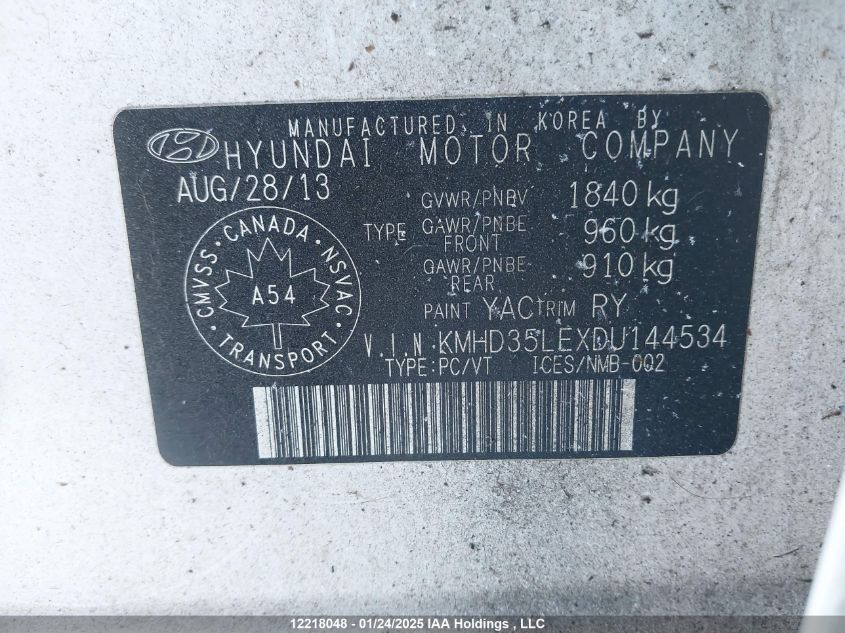 MANUFACTURED IN KOREA BY
HYUNDAI MOTOR COMPANY
AUG/28/13
GVWR/PNBV 1840 kg
TYPE GAWR/PNBE FRONT 960 kg
GAWR/PNBE REAR 910 kg
PAINT YAC TRIM RY
CANADA · NSVAC · TRANSPORT · CMVSS ·
A54
V.I.N KMHD35LEXDU144534
TYPE:PC/VT ICES/NMB-002
12218048 - 01/24/2025 IAA Holdings , LLC